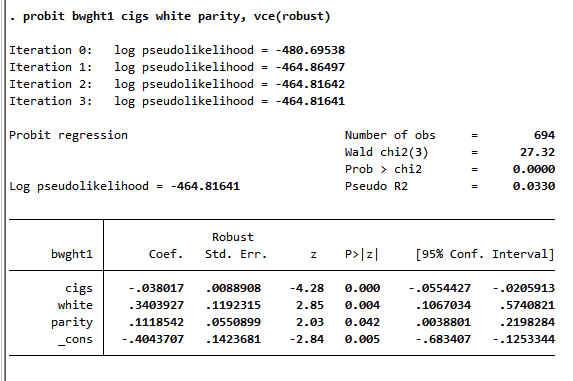 . probit bwght1 cigs white parity, vce(robust)
Iteration 0:   log pseudolikelihood = -480.69538
Iteration 1:   log pseudolikelihood = -464.86497
Iteration 2:   log pseudolikelihood = -464.81642
Iteration 3:   log pseudolikelihood = -464.81641
Probit regression                               Number of obs     =        694
Wald chi2(3)      =      27.32
Prob > chi2       =     0.0000
Log pseudolikelihood = -464.81641               Pseudo R2         =     0.0330
Robust
bwght1       Coef.   Std. Err.      z    P>|z|     [95% Conf. Interval]
cigs    -.038017   .0088908    -4.28   0.000    -.0554427   -.0205913
white    .3403927   .1192315     2.85   0.004     .1067034    .5740821
parity    .1118542   .0550899     2.03   0.042     .0038801    .2198284
_cons   -.4043707   .1423681    -2.84   0.005     -.683407   -.1253344